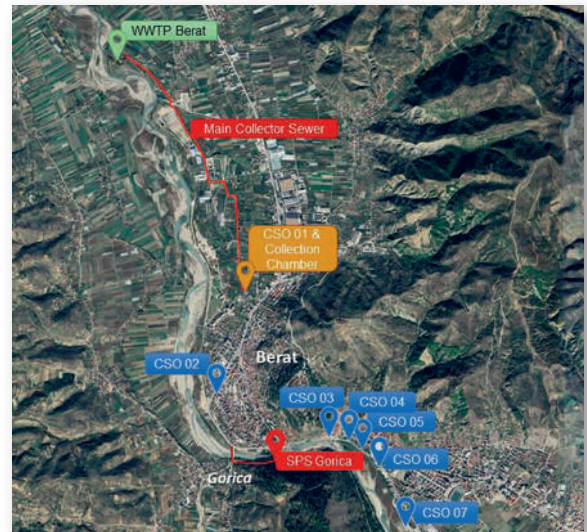 WWTP Berat
Main Collector Sewer
CSO 01 &
Collection
Chamber
Berat
CSO 02
CSO 03
CSO 04
CSO 05
CSO 06
SPS Gorica
Gorica
CSO 07